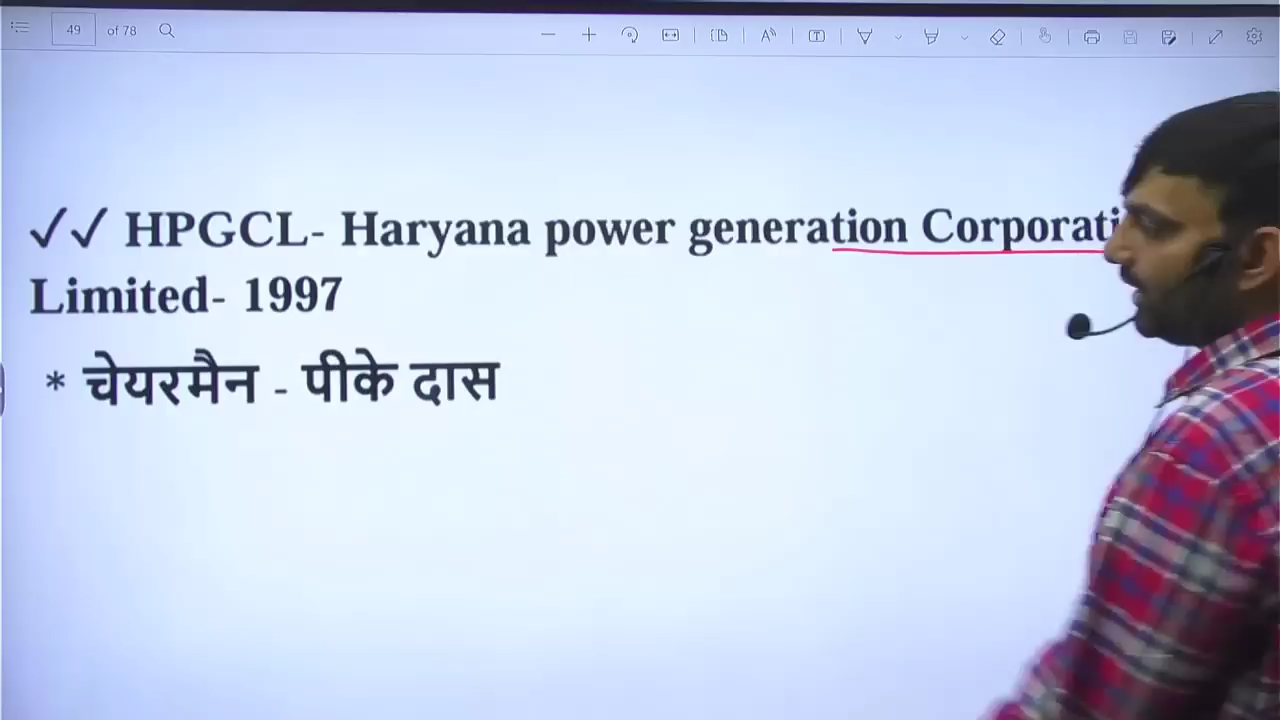 49 of 78
✓✓ HPGCL- Haryana power generation Corporati
Limited- 1997
* चेयरमैन - पीके दास